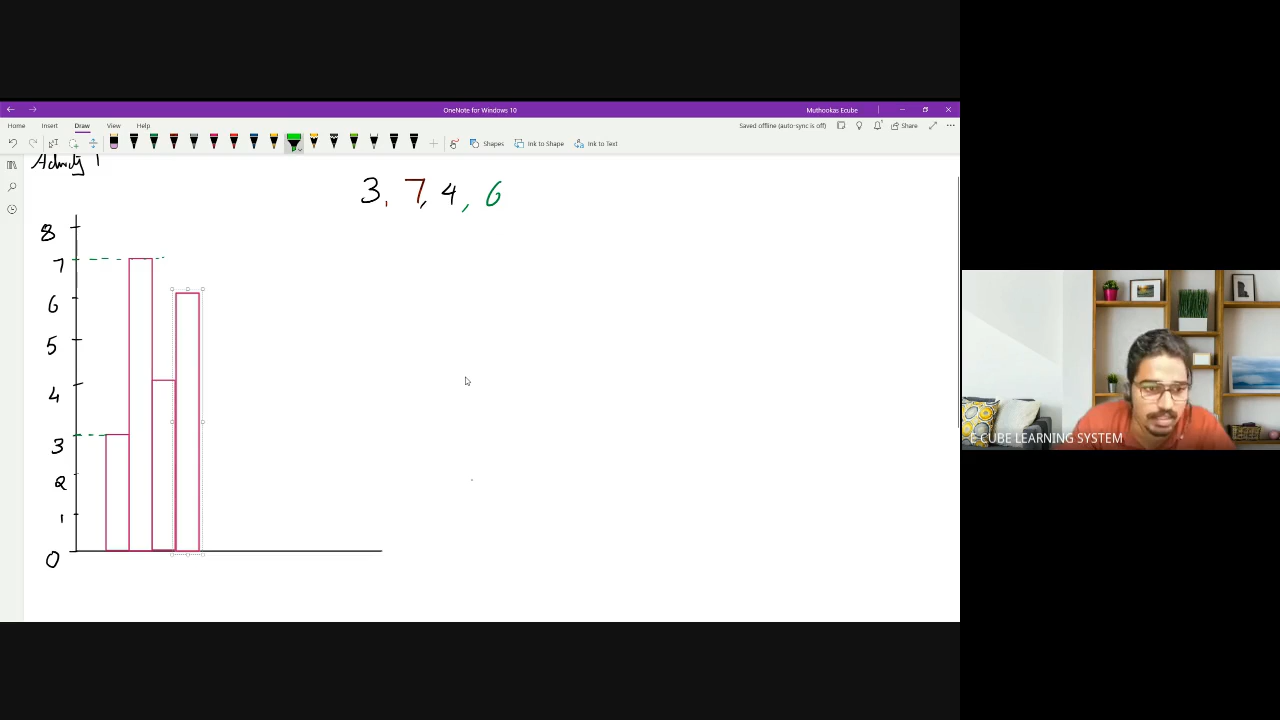 OneNote for Windows 10
Muthookas Ecube
Home Insert Draw View Help
Saved offline (auto-sync is off)
Share
Shapes
Ink to Shape
Ink to Text
Activity 1
3, 7, 4, 6
8
7
6
5
4
3
2
1
0
E CUBE LEARNING SYSTEM